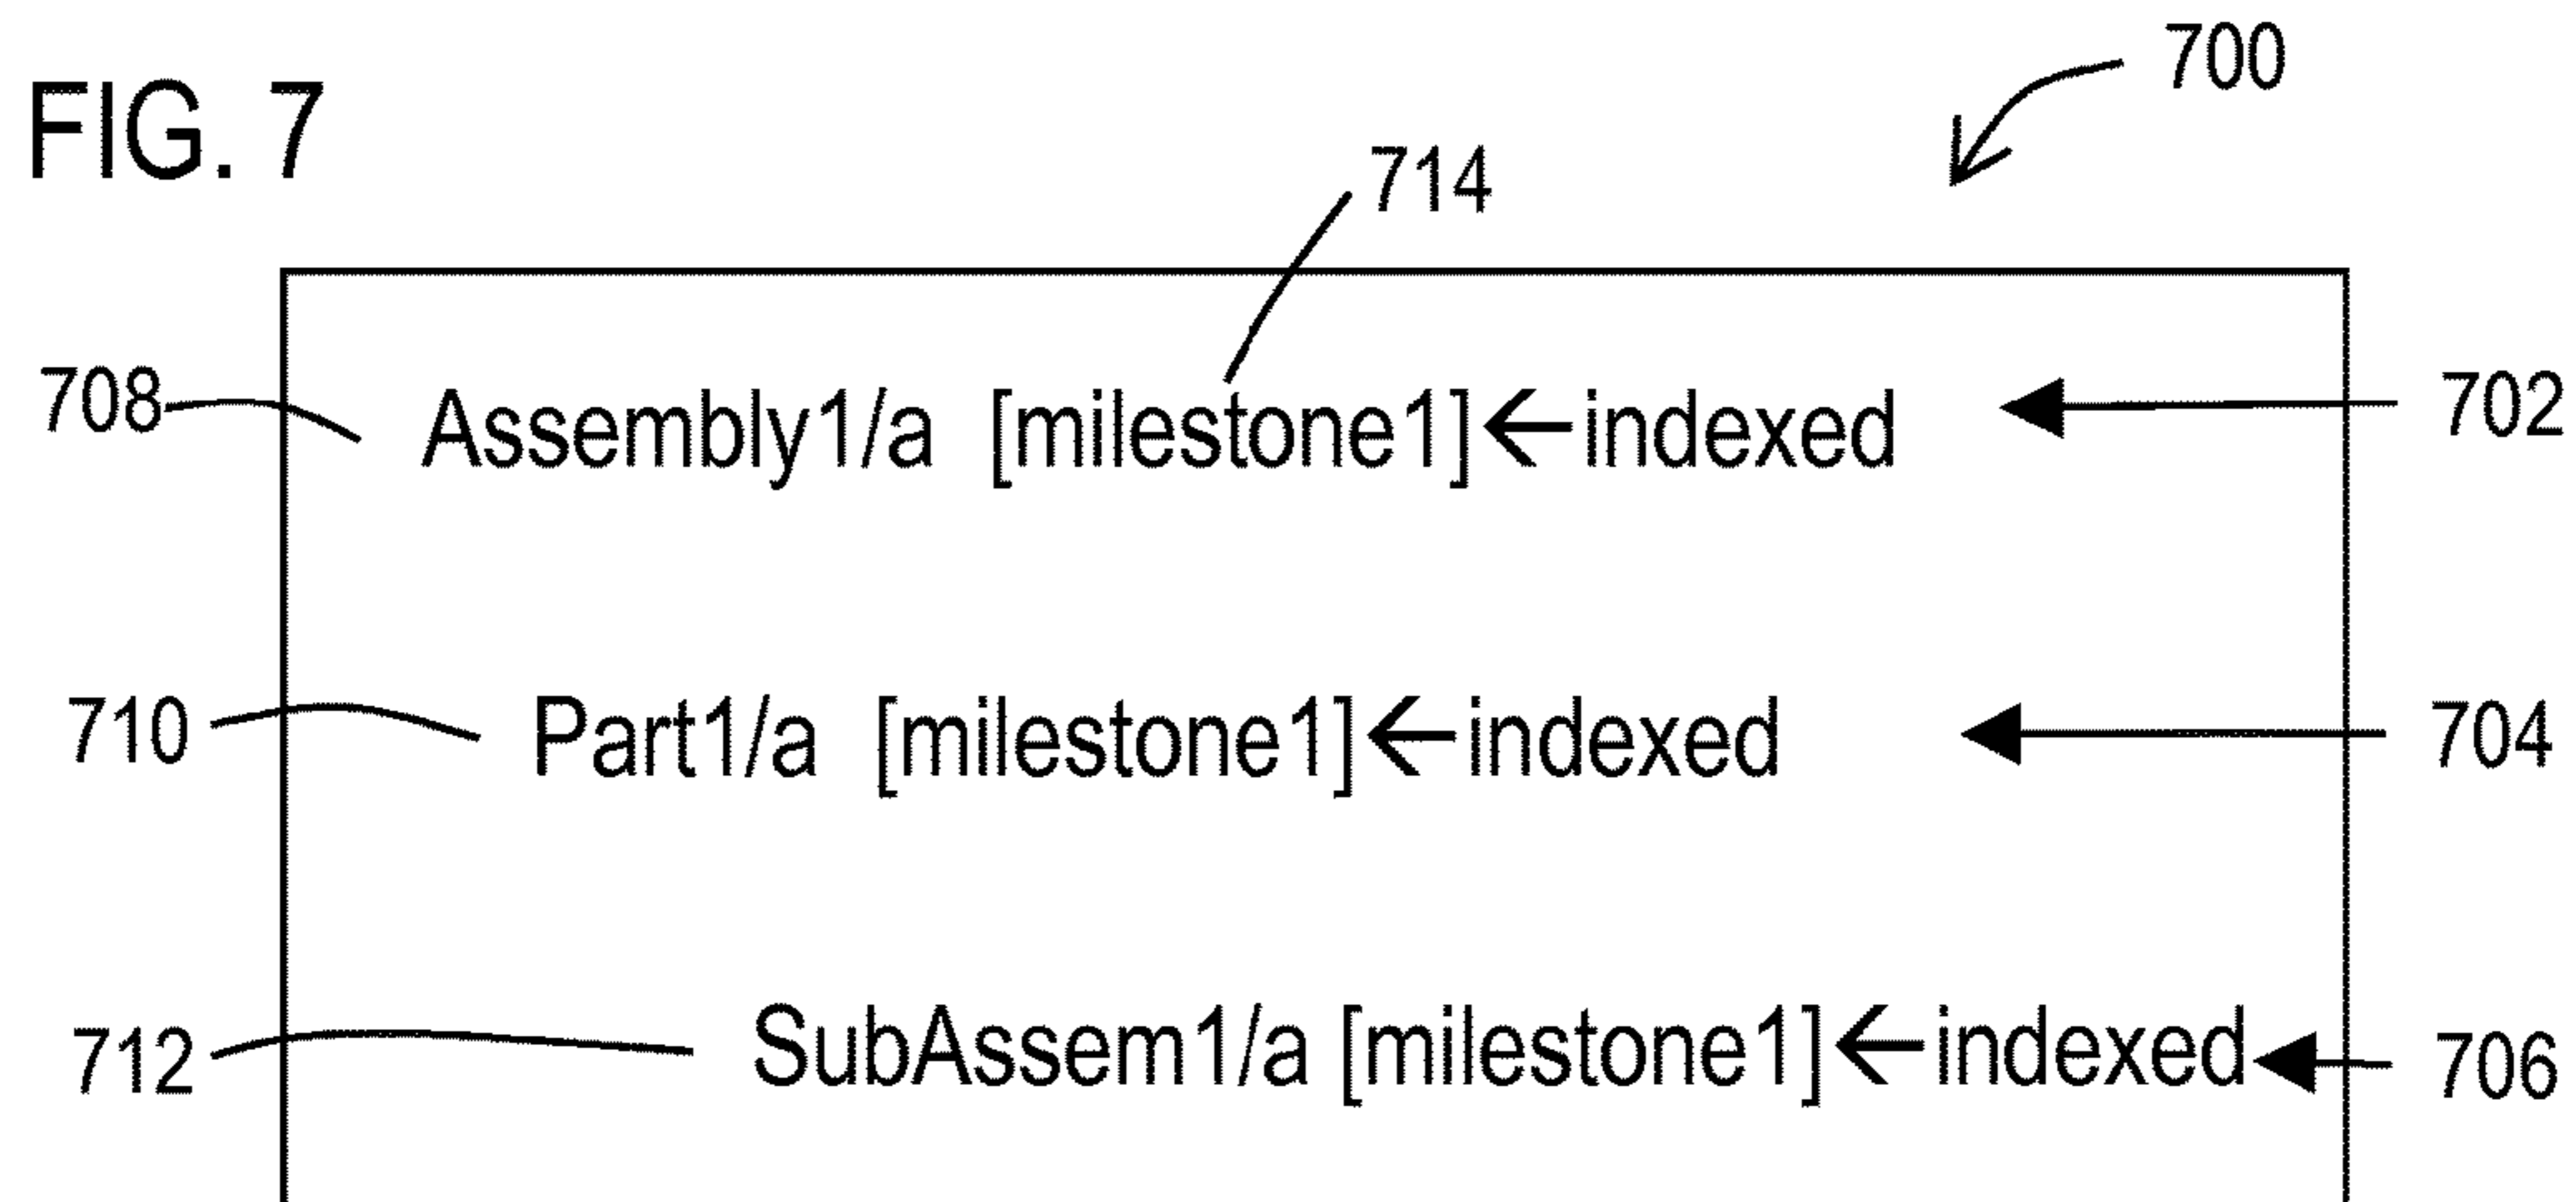 FIG. 7
700
714
708 Assembly1/a [milestone1]←indexed 702
710 Part1/a [milestone1]←indexed 704
712 SubAssem1/a [milestone1]←indexed 706